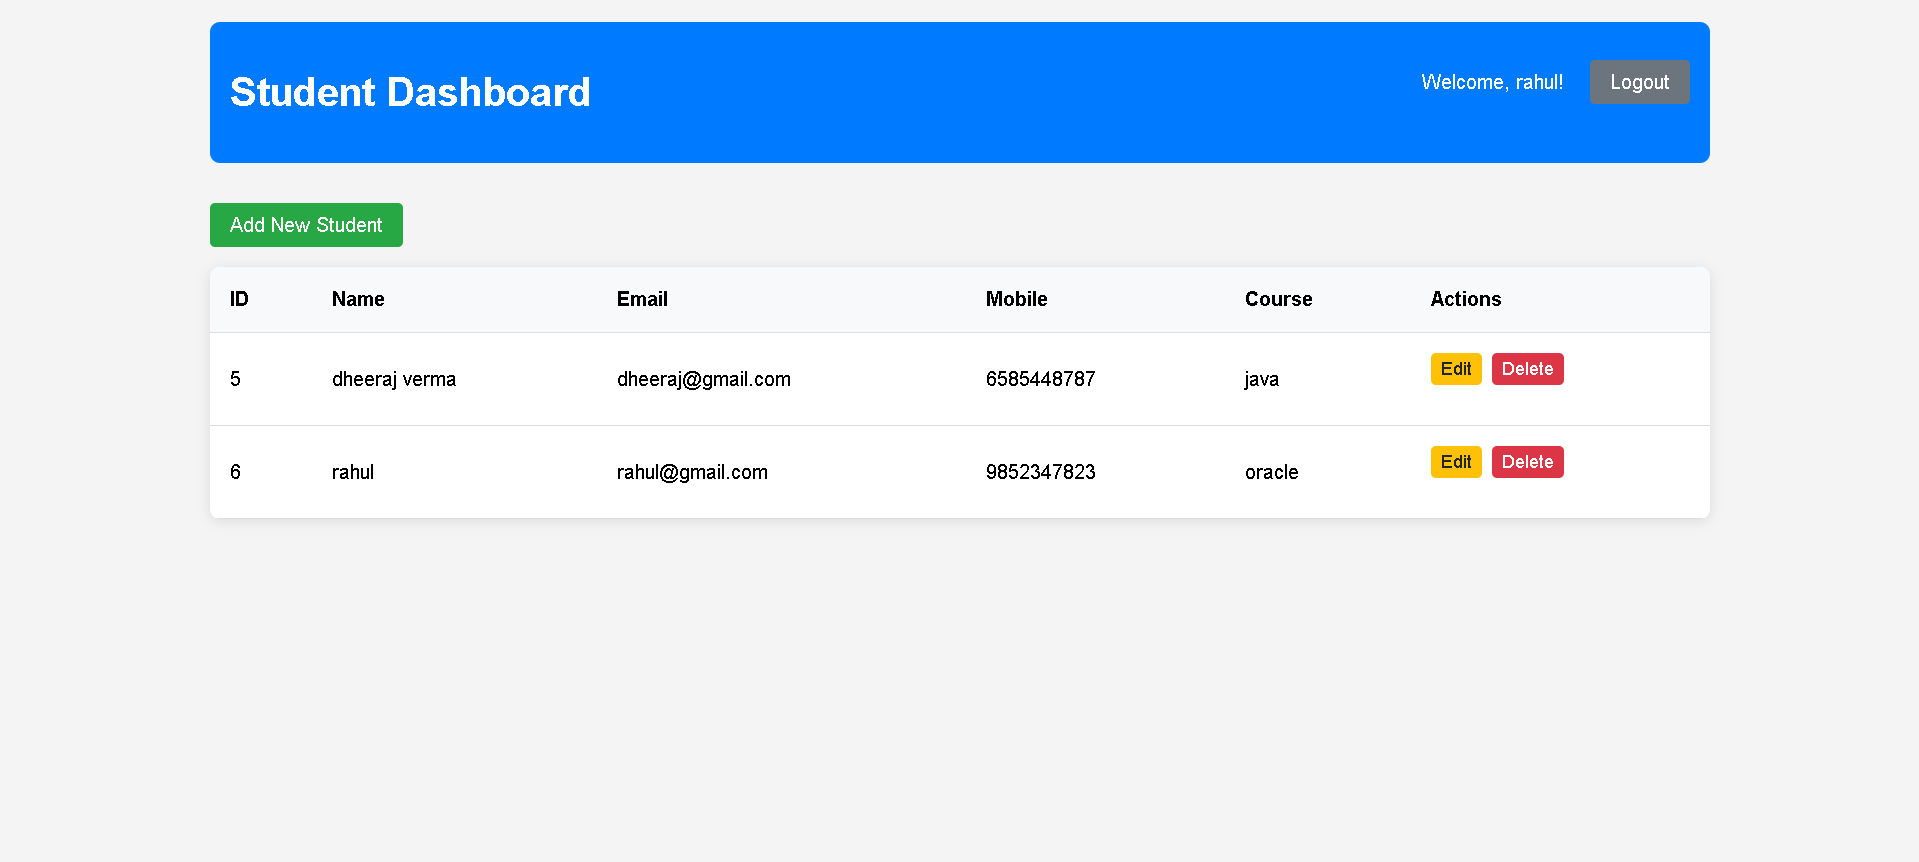 Student Dashboard
Welcome, rahul! Logout
Add New Student
ID Name Email Mobile Course Actions
5 dheeraj verma dheeraj@gmail.com 6585448787 java Edit Delete
6 rahul rahul@gmail.com 9852347823 oracle Edit Delete